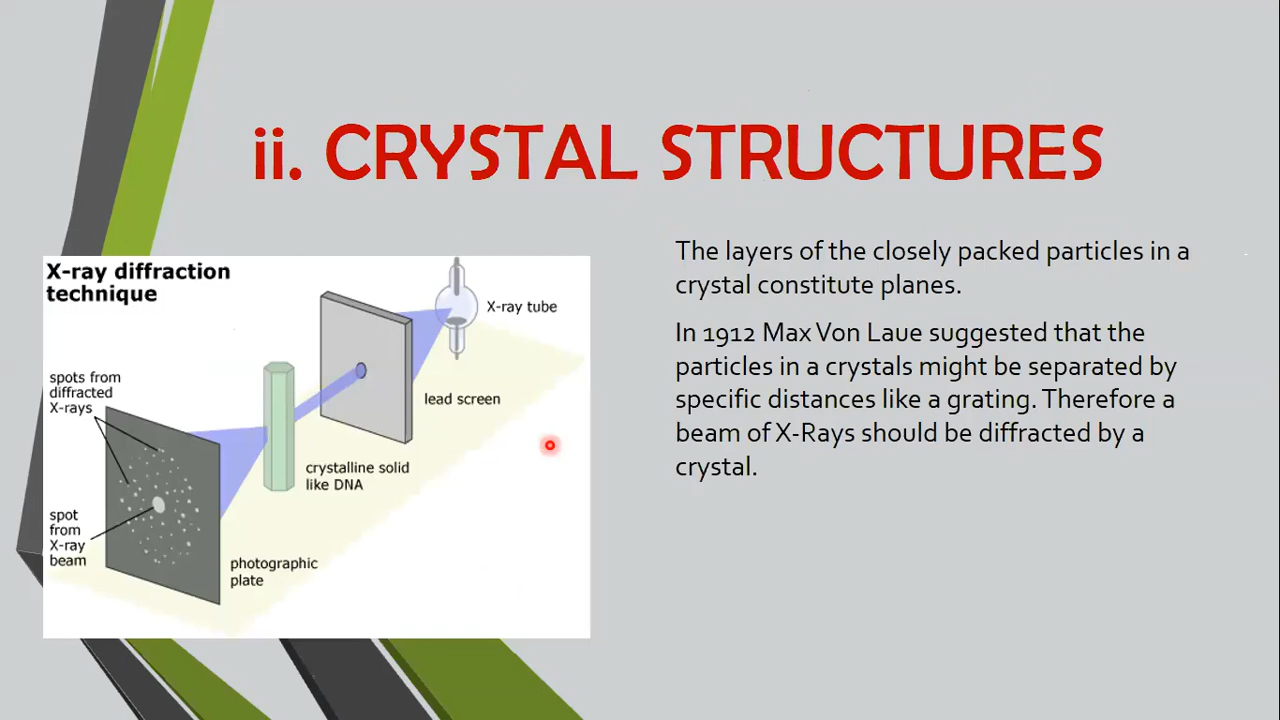 ii. CRYSTAL STRUCTURES
X-ray diffraction
technique
X-ray tube
spots from
diffracted
X-rays
lead screen
crystalline solid
like DNA
spot
from
X-ray
beam
photographic
plate
The layers of the closely packed particles in a
crystal constitute planes.
In 1912 Max Von Laue suggested that the
particles in a crystals might be separated by
specific distances like a grating. Therefore a
beam of X-Rays should be diffracted by a
crystal.